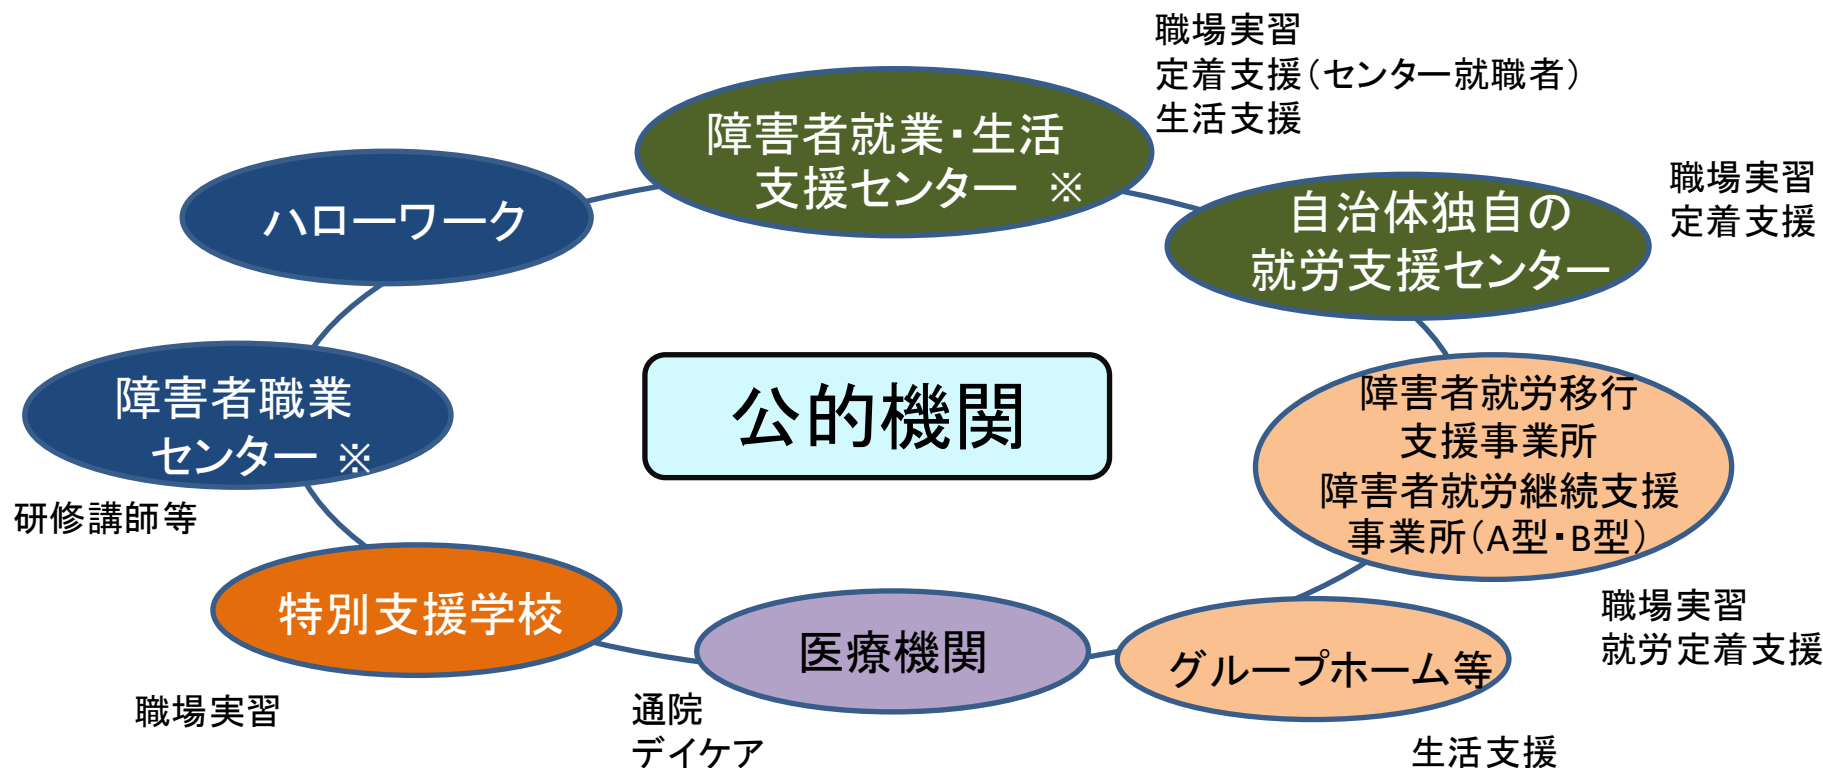 職場実習
定着支援（センター就職者）
生活支援
障害者就業・生活
支援センター　※
職場実習
定着支援
ハローワーク
自治体独自の
就労支援センター
障害者職業
センター ※
研修講師等
公的機関
障害者就労移行
支援事業所
障害者就労継続支援
事業所（A型・B型）
職場実習
就労定着支援
特別支援学校
職場実習
医療機関
通院
デイケア
グループホーム等
生活支援